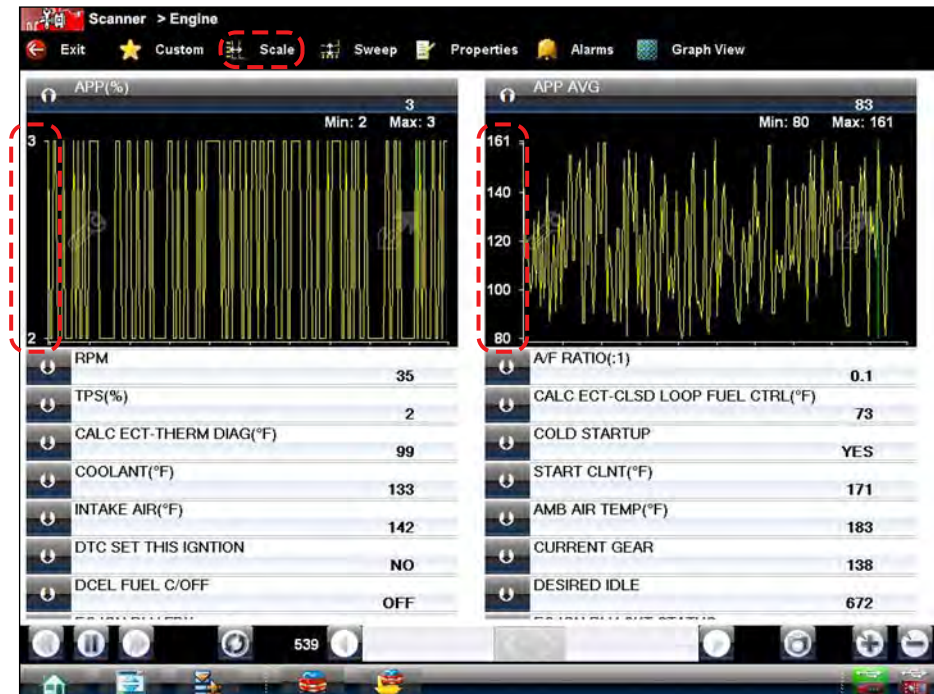 Scanner > Engine
Exit Custom Scale Sweep Properties Alarms Graph View
APP(%)
3
Min: 2 Max: 3
3
2
APP AVG
83
Min: 80 Max: 161
161
140
120
100
80
RPM
35
TPS(%)
2
CALC ECT-THERM DIAG(°F)
99
COOLANT(°F)
133
INTAKE AIR(°F)
142
DTC SET THIS IGNTION
NO
DCEL FUEL C/OFF
OFF
A/F RATIO(:1)
0.1
CALC ECT-CLSD LOOP FUEL CTRL(°F)
73
COLD STARTUP
YES
START CLNT(°F)
171
AMB AIR TEMP(°F)
183
CURRENT GEAR
138
DESIRED IDLE
672
539